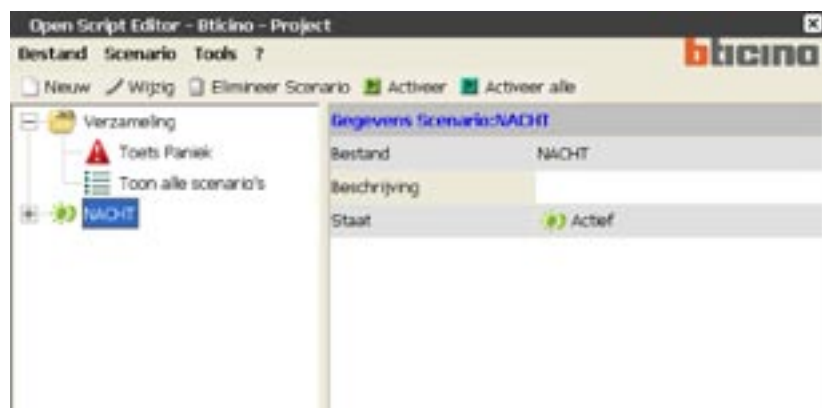 Open Script Editor - Bticino - Project
Bestand Scenario Tools ?
bticino
Nieuw Wijzig Elimineer Scenario Activeer Activeer alle
Verzameling
Toets Paniek
Toon alle scenario's
NACHT
Gegevens Scenario:NACHT
Bestand NACHT
Beschrijving
Staat Actief